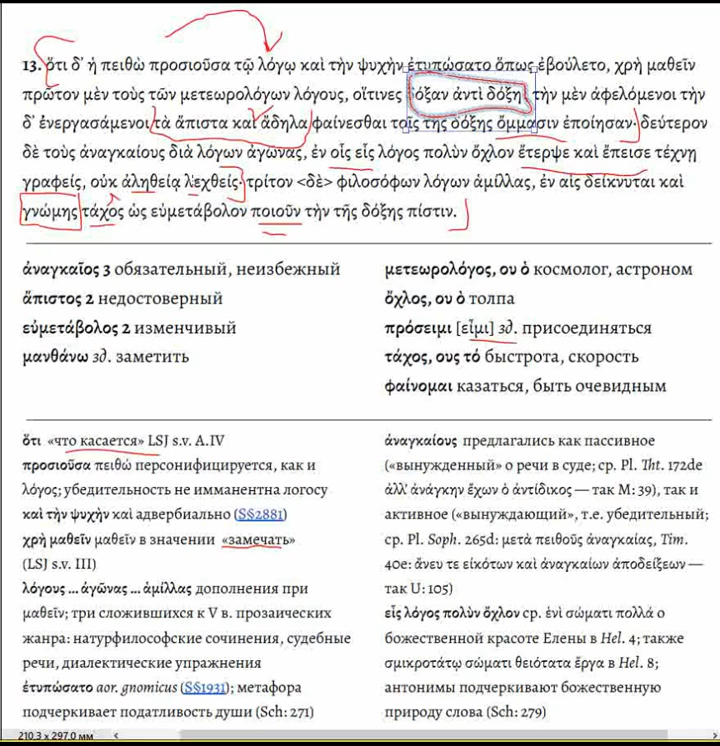 13. ὅτι δ’ ἡ πειθὼ προσιοῦσα τῷ λόγῳ καὶ τὴν ψυχὴν ἐτυπώσατο ὅπως ἐβούλετο, χρὴ μαθεῖν
πρῶτον μὲν τοὺς τῶν μετεωρολόγων λόγους, οἵτινες δόξαν ἀντὶ δόξης τὴν μὲν ἀφελόμενοι τὴν
δ’ ἐνεργασάμενοι τὰ ἄπιστα καὶ ἄδηλα φαίνεσθαι τοῖς τῆς δόξης ὄμμασιν ἐποίησαν· δεύτερον
δὲ τοὺς ἀναγκαίους διὰ λόγων ἀγῶνας, ἐν οἷς εἷς λόγος πολὺν ὄχλον ἔτερψε καὶ ἔπεισε τέχνῃ
γραφείς, οὐκ ἀληθείᾳ λεχθείς· τρίτον <δὲ> φιλοσόφων λόγων ἁμίλλας, ἐν αἷς δείκνυται καὶ
γνώμης τάχος ὡς εὐμετάβολον ποιοῦν τὴν τῆς δόξης πίστιν.
ἀναγκαῖος 3 обязательный, неизбежный
ἄπιστος 2 недостоверный
εὐμετάβολος 2 изменчивый
μανθάνω зд. заметить
μετεωρολόγος, ου ὁ космолог, астроном
ὄχλος, ου ὁ толпа
πρόσειμι [εἶμι] зд. присоединяться
τάχος, ους τό быстрота, скорость
φαίνομαι казаться, быть очевидным
ὅτι «что касается» LSJ s.v. A.IV
προσιοῦσα πειθώ персонифицируется, как и
λόγος; убедительность не имманентна логосу
καὶ τὴν ψυχὴν καί адвербиально (S§2881)
χρὴ μαθεῖν μαθεῖν в значении «замечать»
(LSJ s.v. III)
λόγους ... ἀγῶνας ... ἁμίλλας дополнения при
μαθεῖν; три сложившихся к V в. прозаических
жанра: натурфилософские сочинения, судебные
речи, диалектические упражнения
ἐτυπώσατο aor. gnomicus (S§1931); метафора
подчеркивает податливость души (Sch: 271)
ἀναγκαίους предлагались как пассивное
(«вынужденный» о речи в суде; ср. Pl. Tht. 172de
ἀλλ’ ἀνάγκην ἔχων ὁ ἀντίδικος — так M: 39), так и
активное («вынуждающий», т.е. убедительный;
ср. Pl. Soph. 265d: μετὰ πειθοῦς ἀναγκαίας, Tim.
40e: ἄνευ τε εἰκότων καὶ ἀναγκαίων ἀποδείξεων —
так U: 105)
εἷς λόγος πολὺν ὄχλον ср. ἑνὶ σώματι πολλά о
божественной красоте Елены в Hel. 4; также
σμικροτάτῳ σώματι θειότατα ἔργα в Hel. 8;
антонимы подчеркивают божественную
природу слова (Sch: 279)
210.3 x 297.0 мм